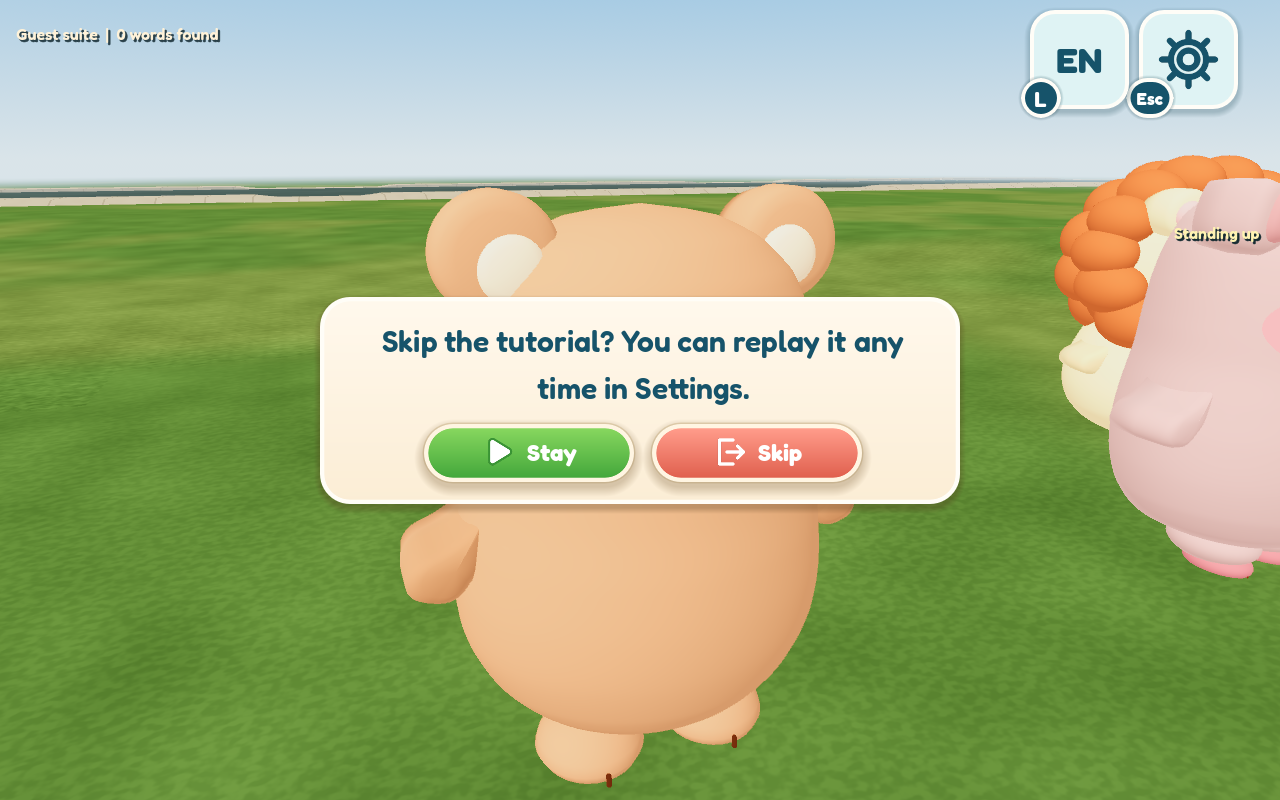 Guest suite | 0 words found
EN
L
Esc
Standing up
Skip the tutorial? You can replay it any
time in Settings.
Stay
Skip